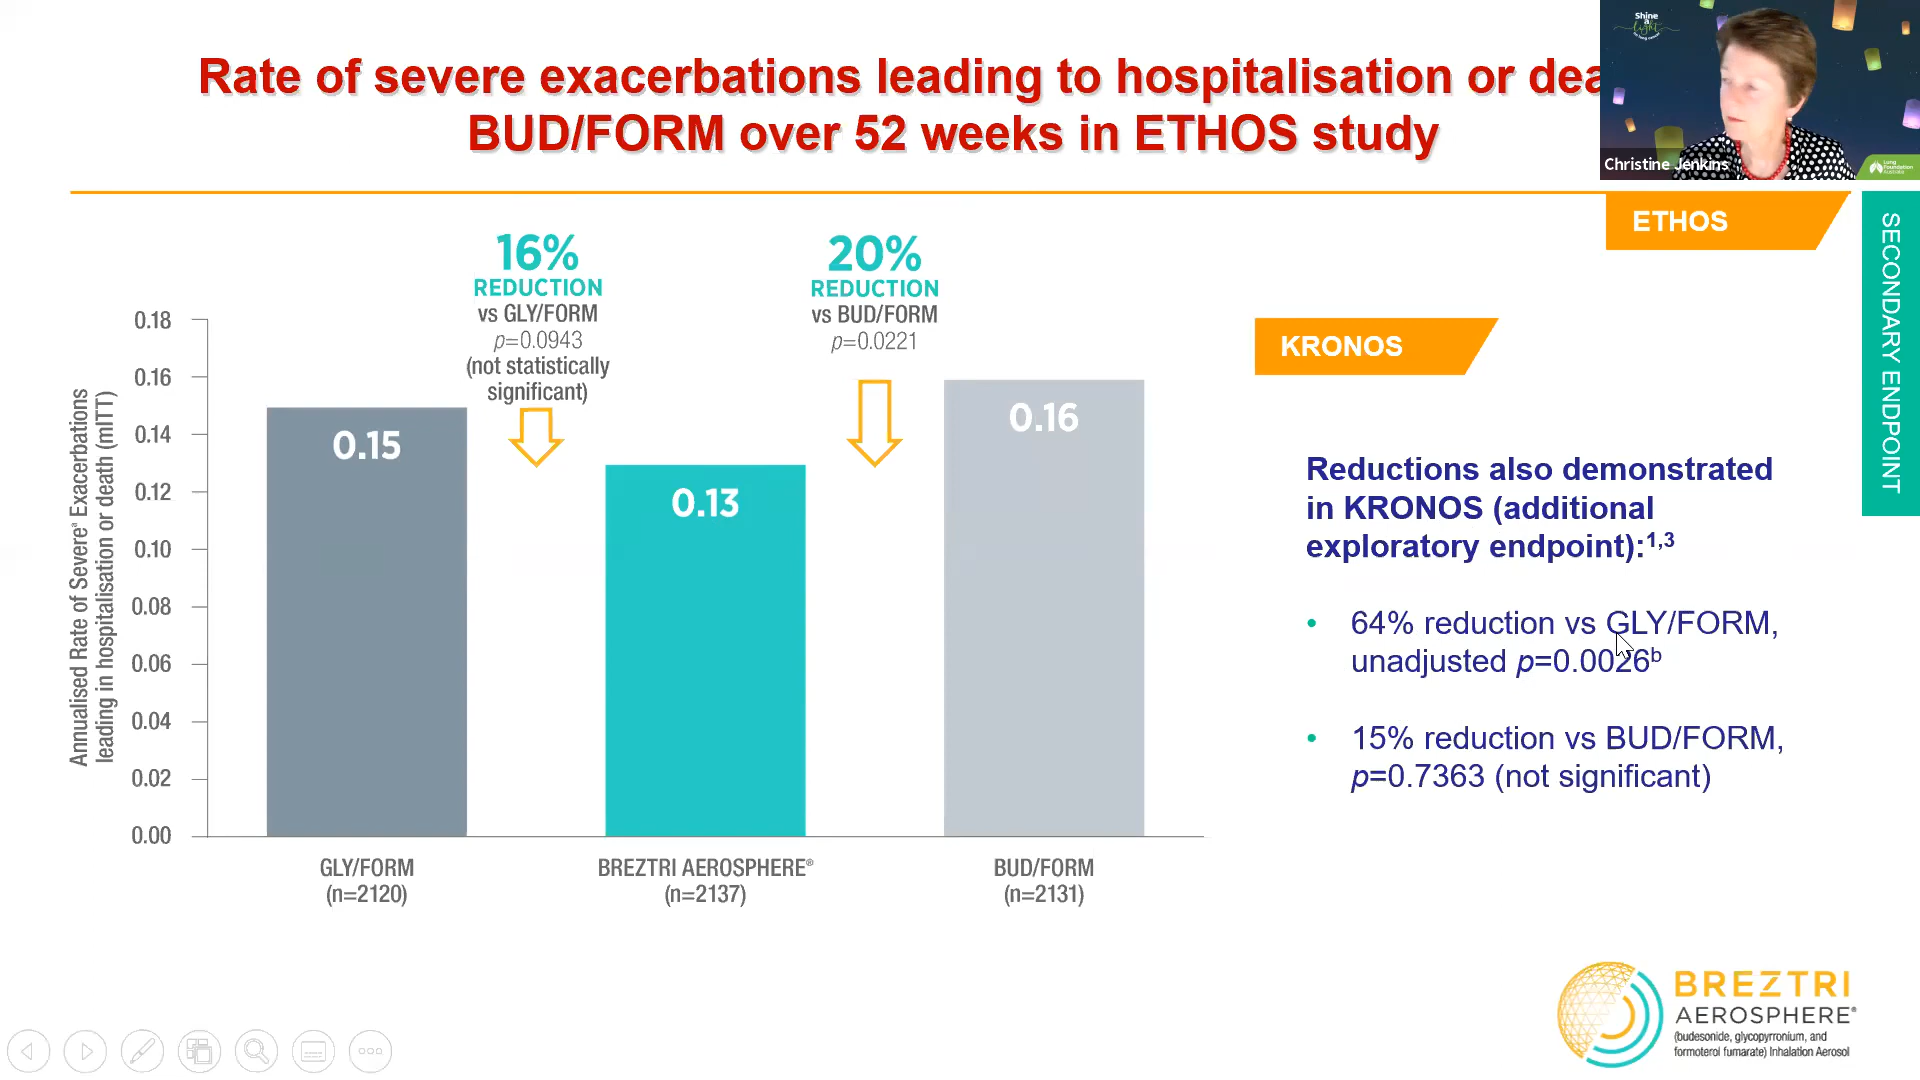 Rate of severe exacerbations leading to hospitalisation or dea
BUD/FORM over 52 weeks in ETHOS study
Shine
a
light
Christine Jenkins
Lung
Foundation
Australia
ETHOS
SECONDARY ENDPOINT
16%
REDUCTION
vs GLY/FORM
p=0.0943
(not statistically
significant)
20%
REDUCTION
vs BUD/FORM
p=0.0221
Annualised Rate of Severeª Exacerbations
leading in hospitalisation or death (mITT)
0.18
0.16
0.14
0.12
0.10
0.08
0.06
0.04
0.02
0.00
0.15
0.13
0.16
GLY/FORM
(n=2120)
BREZTRI AEROSPHERE®
(n=2137)
BUD/FORM
(n=2131)
KRONOS
Reductions also demonstrated
in KRONOS (additional
exploratory endpoint):¹,³
• 64% reduction vs GLY/FORM,
unadjusted p=0.0026ᵇ
• 15% reduction vs BUD/FORM,
p=0.7363 (not significant)
BREZTRI
AEROSPHERE®
(budesonide, glycopyrronium, and
formoterol fumarate) Inhalation Aerosol